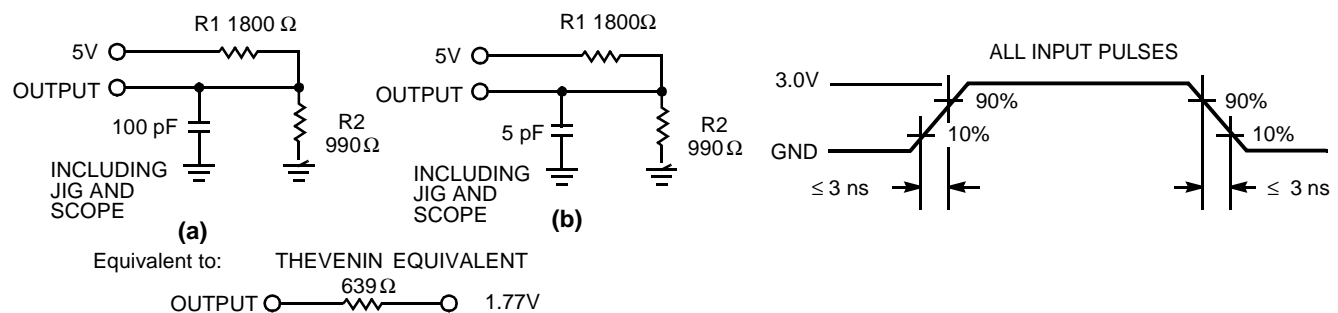 R1 1800 Ω
5V
OUTPUT
100 pF
R2
990Ω
INCLUDING
JIG AND
SCOPE
(a)
R1 1800Ω
5V
OUTPUT
5 pF
R2
990Ω
INCLUDING
JIG AND
SCOPE
(b)
Equivalent to: THEVENIN EQUIVALENT
639Ω
OUTPUT 1.77V
ALL INPUT PULSES
3.0V
90% 90%
10% 10%
GND
≤ 3 ns ≤ 3 ns